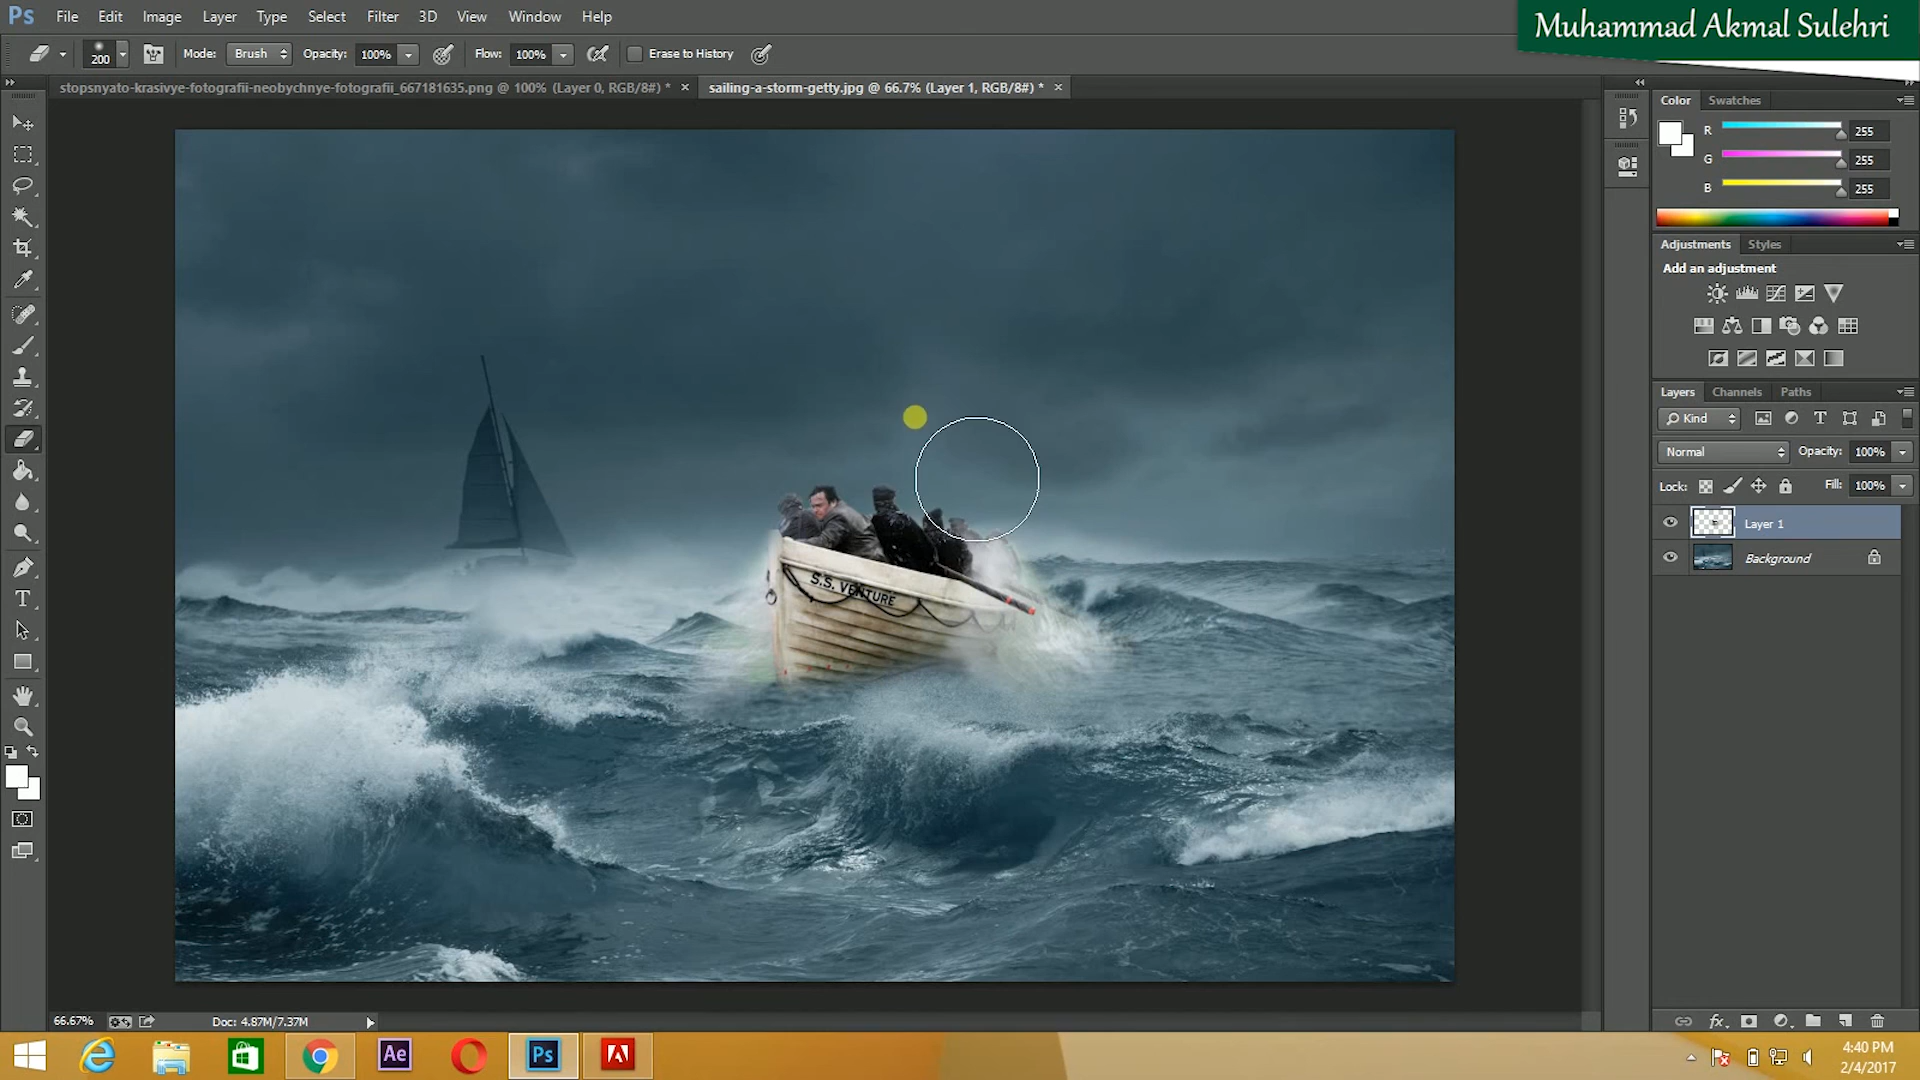 Ps File Edit Image Layer Type Select Filter 3D View Window Help
Muhammad Akmal Sulehri
200 Mode: Brush Opacity: 100% Flow: 100% Erase to History
stopsnyato-krasivye-fotografii-neobychnye-fotografii_667181635.png @ 100% (Layer 0, RGB/8#) * × sailing-a-storm-getty.jpg @ 66.7% (Layer 1, RGB/8#) * ×
Color Swatches
R 255
G 255
B 255
Adjustments Styles
Add an adjustment
Layers Channels Paths
Kind
Normal Opacity: 100%
Lock: Fill: 100%
Layer 1
Background
S.S. VENTURE
66.67% Doc: 4.87M/7.37M
Ae Ps
4:40 PM
2/4/2017